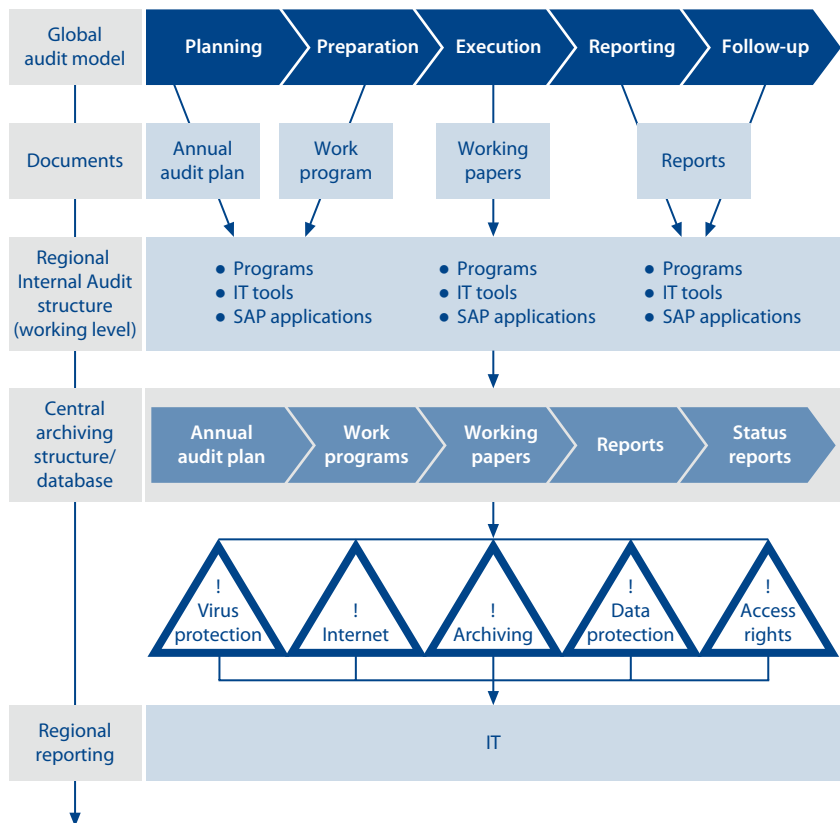 Global
audit model
Planning
Preparation
Execution
Reporting
Follow-up
Documents
Annual
audit plan
Work
program
Working
papers
Reports
Regional
Internal Audit
structure
(working level)
● Programs
● IT tools
● SAP applications
● Programs
● IT tools
● SAP applications
● Programs
● IT tools
● SAP applications
Central
archiving
structure/
database
Annual
audit plan
Work
programs
Working
papers
Reports
Status
reports
!
Virus
protection
!
Internet
!
Archiving
!
Data
protection
!
Access
rights
Regional
reporting
IT